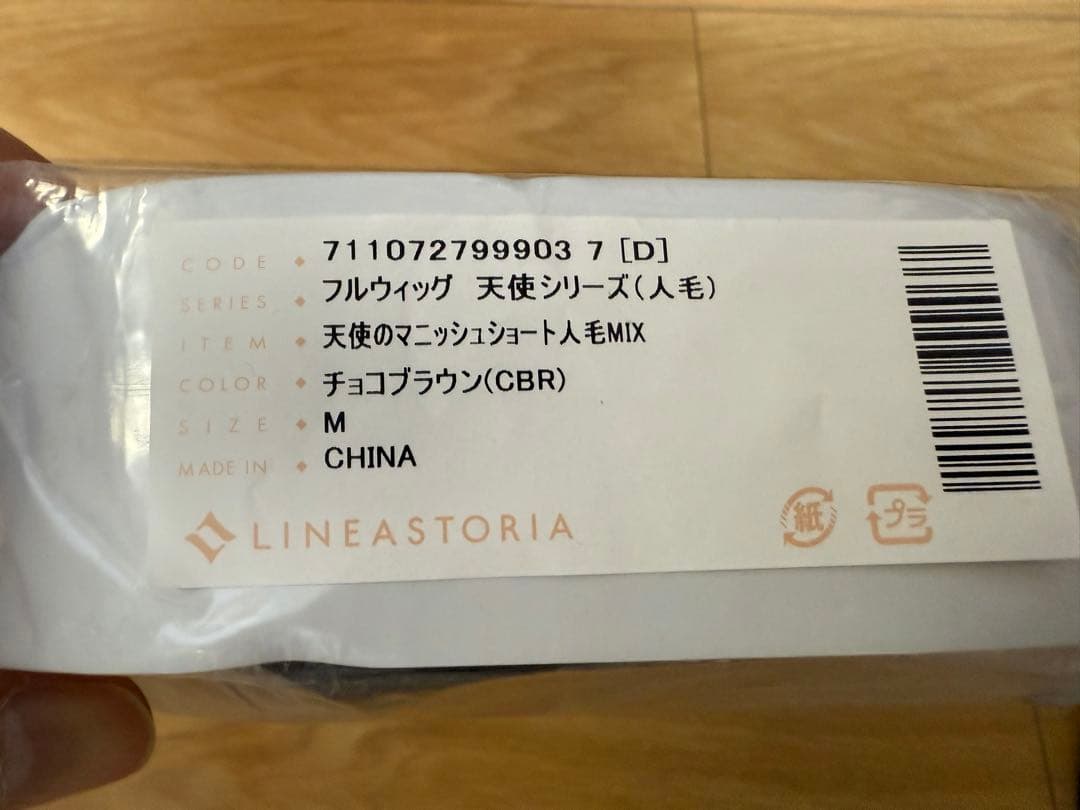 CODE ◆ 711072799903 7 [D]
SERIES ◆ フルウィッグ 天使シリーズ(人毛)
ITEM ◆ 天使のマニッシュショート人毛MIX
COLOR ◆ チョコブラウン(CBR)
SIZE ◆ M
MADE IN ◆ CHINA
LINEASTORIA
紙
プラ